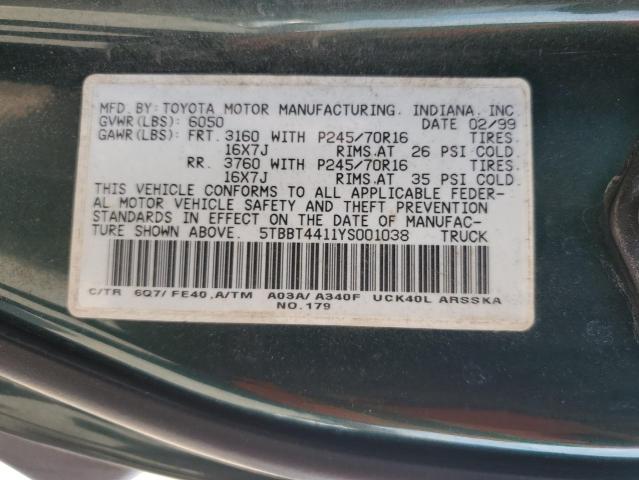 MFD. BY: TOYOTA MOTOR MANUFACTURING, INDIANA, INC
GVWR(LBS): 6050 DATE 02/99
GAWR(LBS): FRT. 3160 WITH P245/70R16 TIRES
16X7J RIMS.AT 26 PSI COLD.
RR. 3760 WITH P245/70R16 TIRES
16X7J RIMS.AT 35 PSI COLD.
THIS VEHICLE CONFORMS TO ALL APPLICABLE FEDER-
AL MOTOR VEHICLE SAFETY AND THEFT PREVENTION
STANDARDS IN EFFECT ON THE DATE OF MANUFAC-
TURE SHOWN ABOVE. 5TBBT4411YS001038 TRUCK
C/TR 6Q7/FE40,A/TM A03A/A340F UCK40L ARSSKA
NO.179